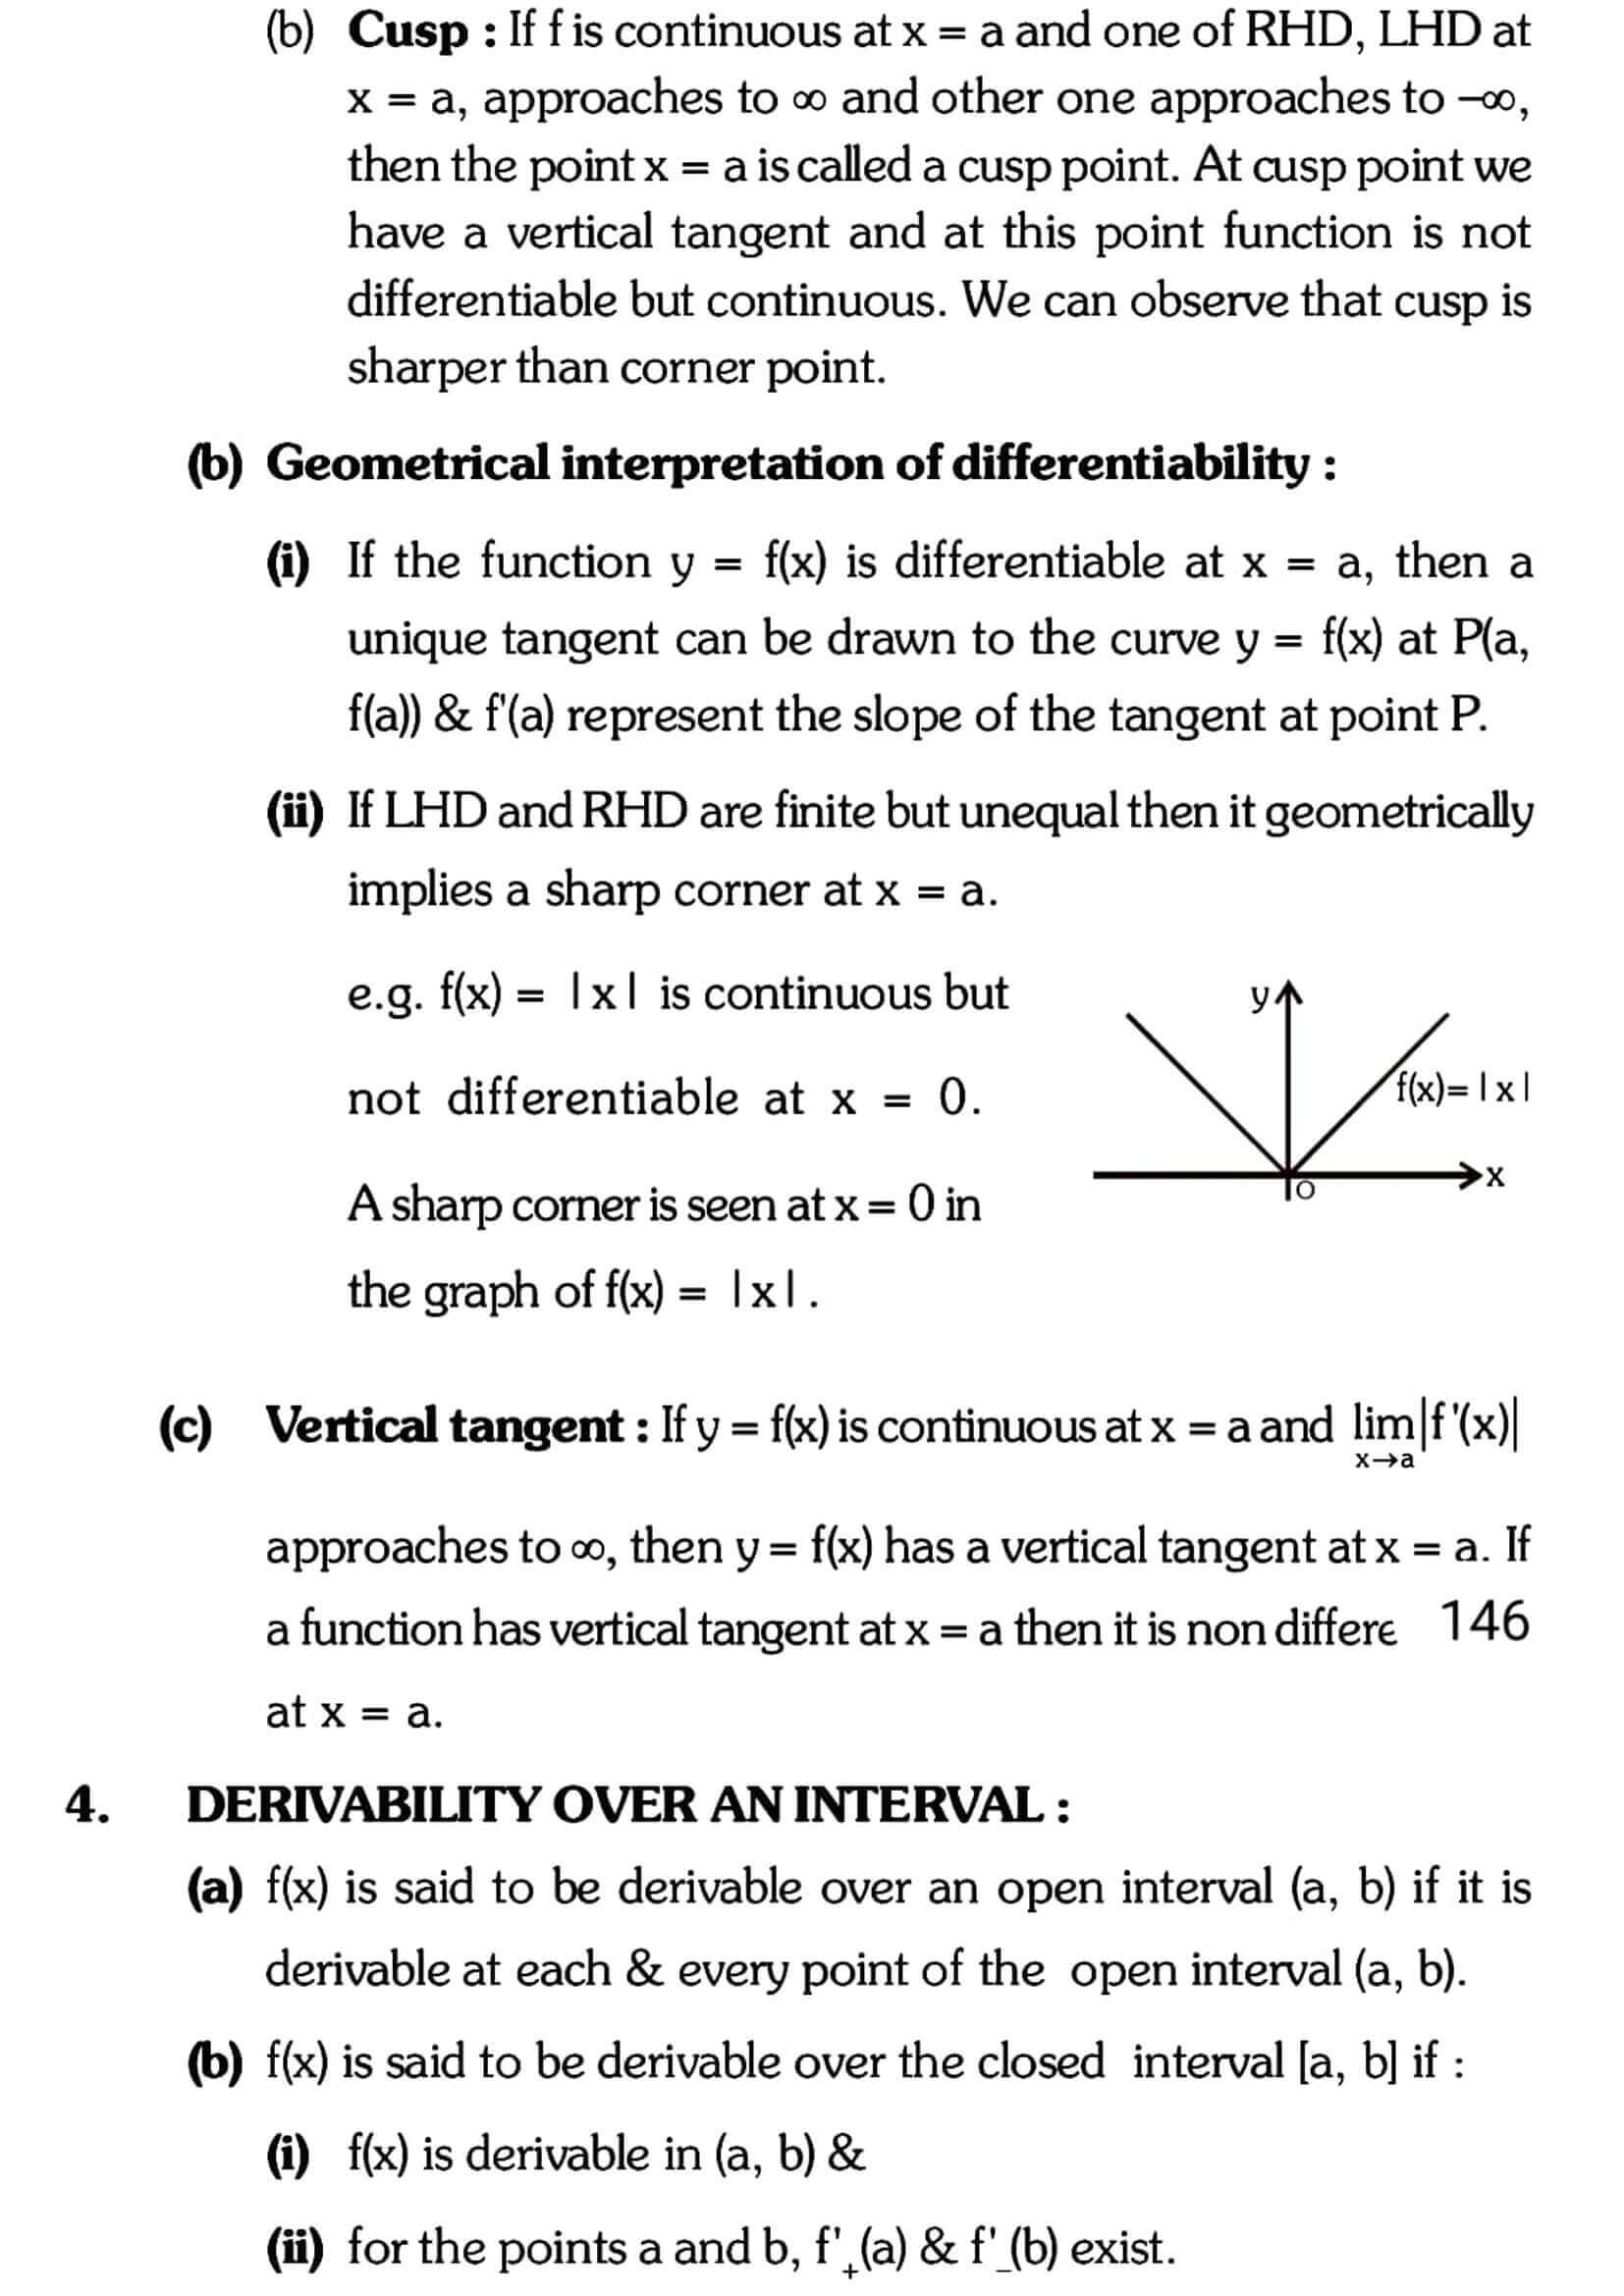 (b) Cusp : If f is continuous at x = a and one of RHD, LHD at
x = a, approaches to ∞ and other one approaches to –∞,
then the point x = a is called a cusp point. At cusp point we
have a vertical tangent and at this point function is not
differentiable but continuous. We can observe that cusp is
sharper than corner point.
(b) Geometrical interpretation of differentiability :
(i) If the function y = f(x) is differentiable at x = a, then a
unique tangent can be drawn to the curve y = f(x) at P(a,
f(a)) & f'(a) represent the slope of the tangent at point P.
(ii) If LHD and RHD are finite but unequal then it geometrically
implies a sharp corner at x = a.
e.g. f(x) = |x| is continuous but
not differentiable at x = 0.
A sharp corner is seen at x = 0 in
the graph of f(x) = |x|.
y
f(x)=|x|
x
O
(c) Vertical tangent : If y = f(x) is continuous at x = a and lim|f'(x)|
x→a
approaches to ∞, then y = f(x) has a vertical tangent at x = a. If
a function has vertical tangent at x = a then it is non differe 146
at x = a.
4. DERIVABILITY OVER AN INTERVAL :
(a) f(x) is said to be derivable over an open interval (a, b) if it is
derivable at each & every point of the open interval (a, b).
(b) f(x) is said to be derivable over the closed interval [a, b] if :
(i) f(x) is derivable in (a, b) &
(ii) for the points a and b, f'₊(a) & f'₋(b) exist.